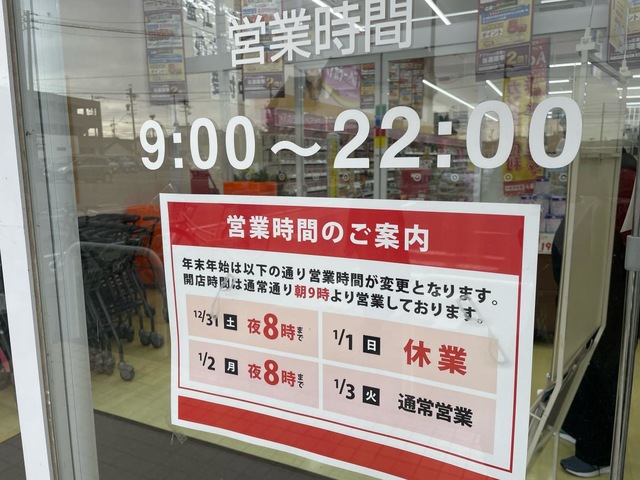 営業時間
9:00～22:00
営業時間のご案内
年末年始は以下の通り営業時間が変更となります。
開店時間は通常通り朝9時より営業しております。
12/31 土 夜8時まで
1/1 日 休業
1/2 月 夜8時まで
1/3 火 通常営業